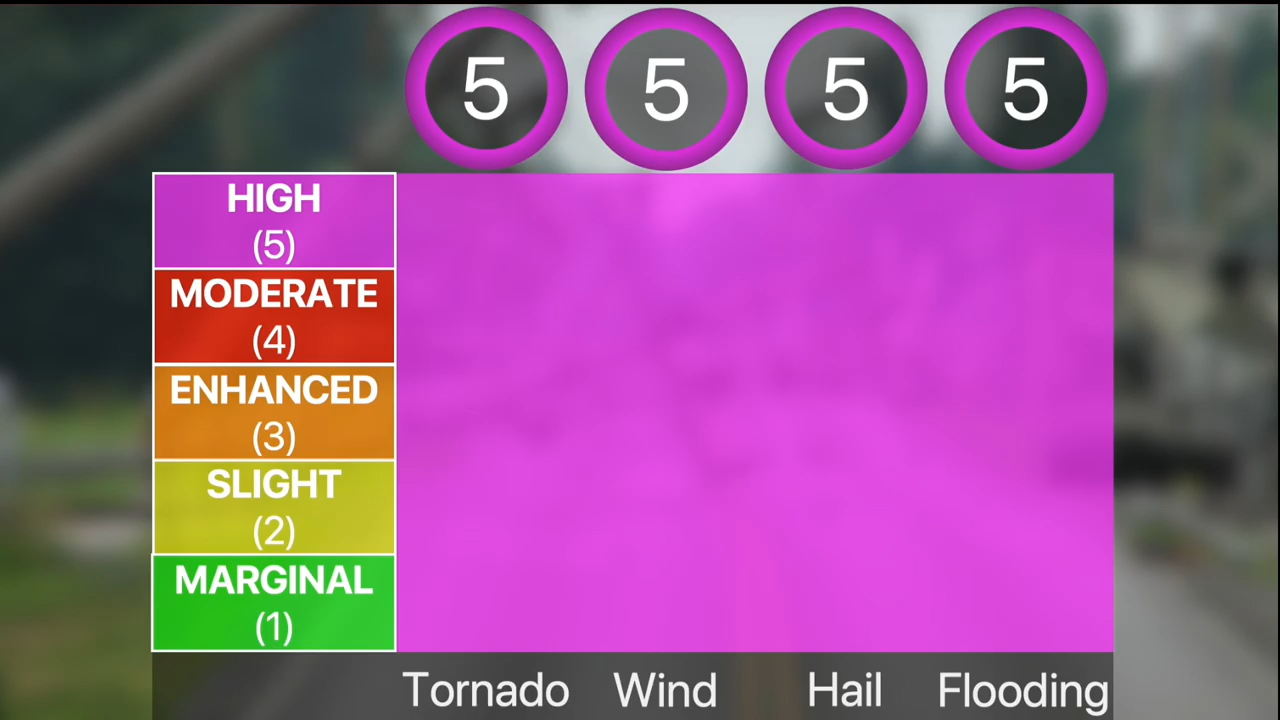 5 5 5 5
HIGH
(5)
MODERATE
(4)
ENHANCED
(3)
SLIGHT
(2)
MARGINAL
(1)
Tornado Wind Hail Flooding